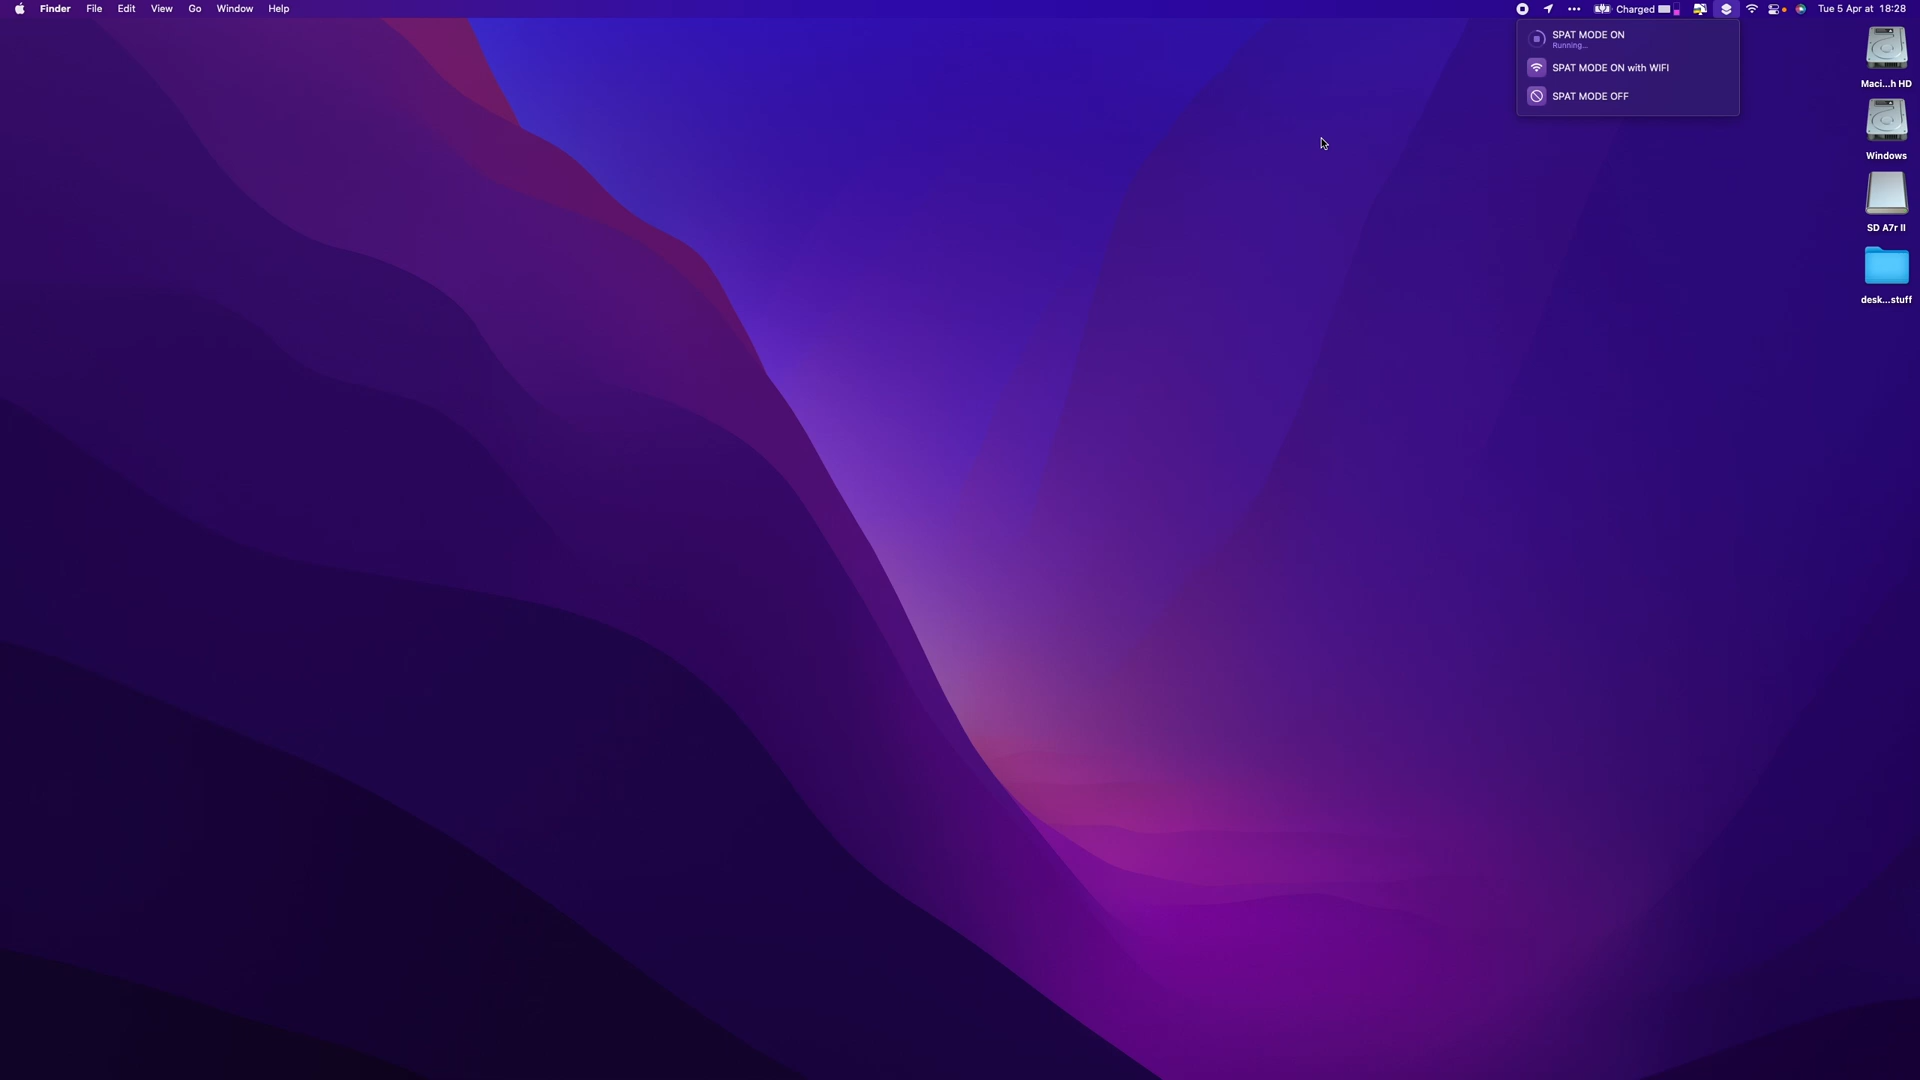 Finder File Edit View Go Window Help
Charged Tue 5 Apr at 18:28
SPAT MODE ON
Running...
SPAT MODE ON with WIFI
SPAT MODE OFF
Maci...h HD
Windows
SD A7r II
desk...stuff